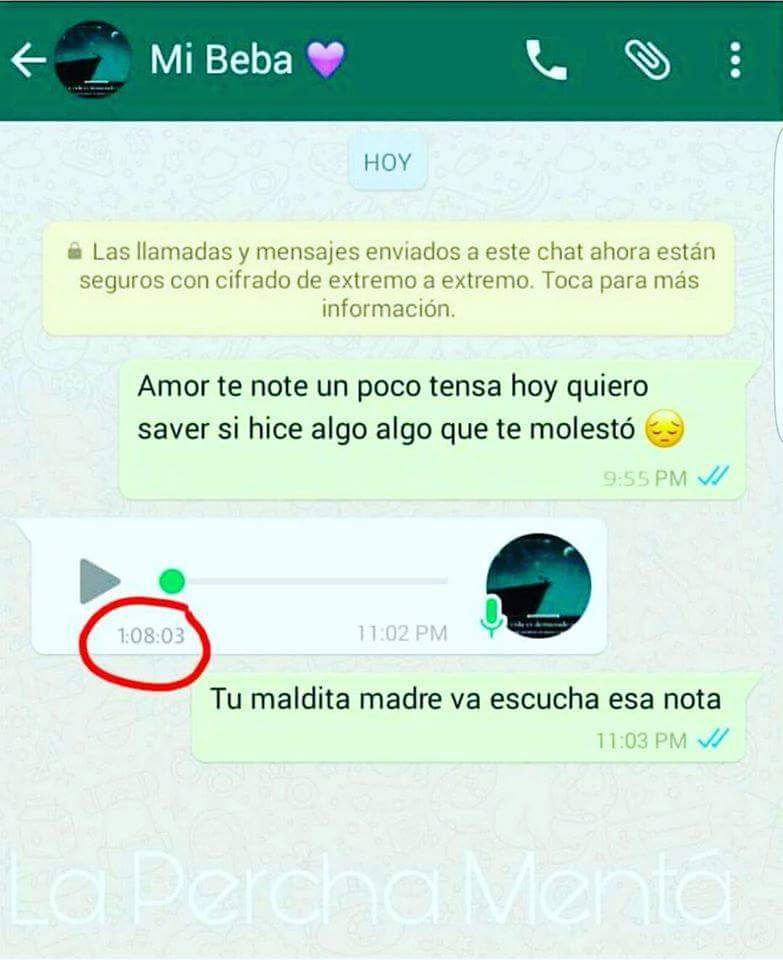 Mi Beba 💜
HOY
Las llamadas y mensajes enviados a este chat ahora están
seguros con cifrado de extremo a extremo. Toca para más
información.
Amor te note un poco tensa hoy quiero
saver si hice algo algo que te molestó 😔
9:55 PM
1:08:03
11:02 PM
Tu maldita madre va escucha esa nota
11:03 PM
La Percha Mentá